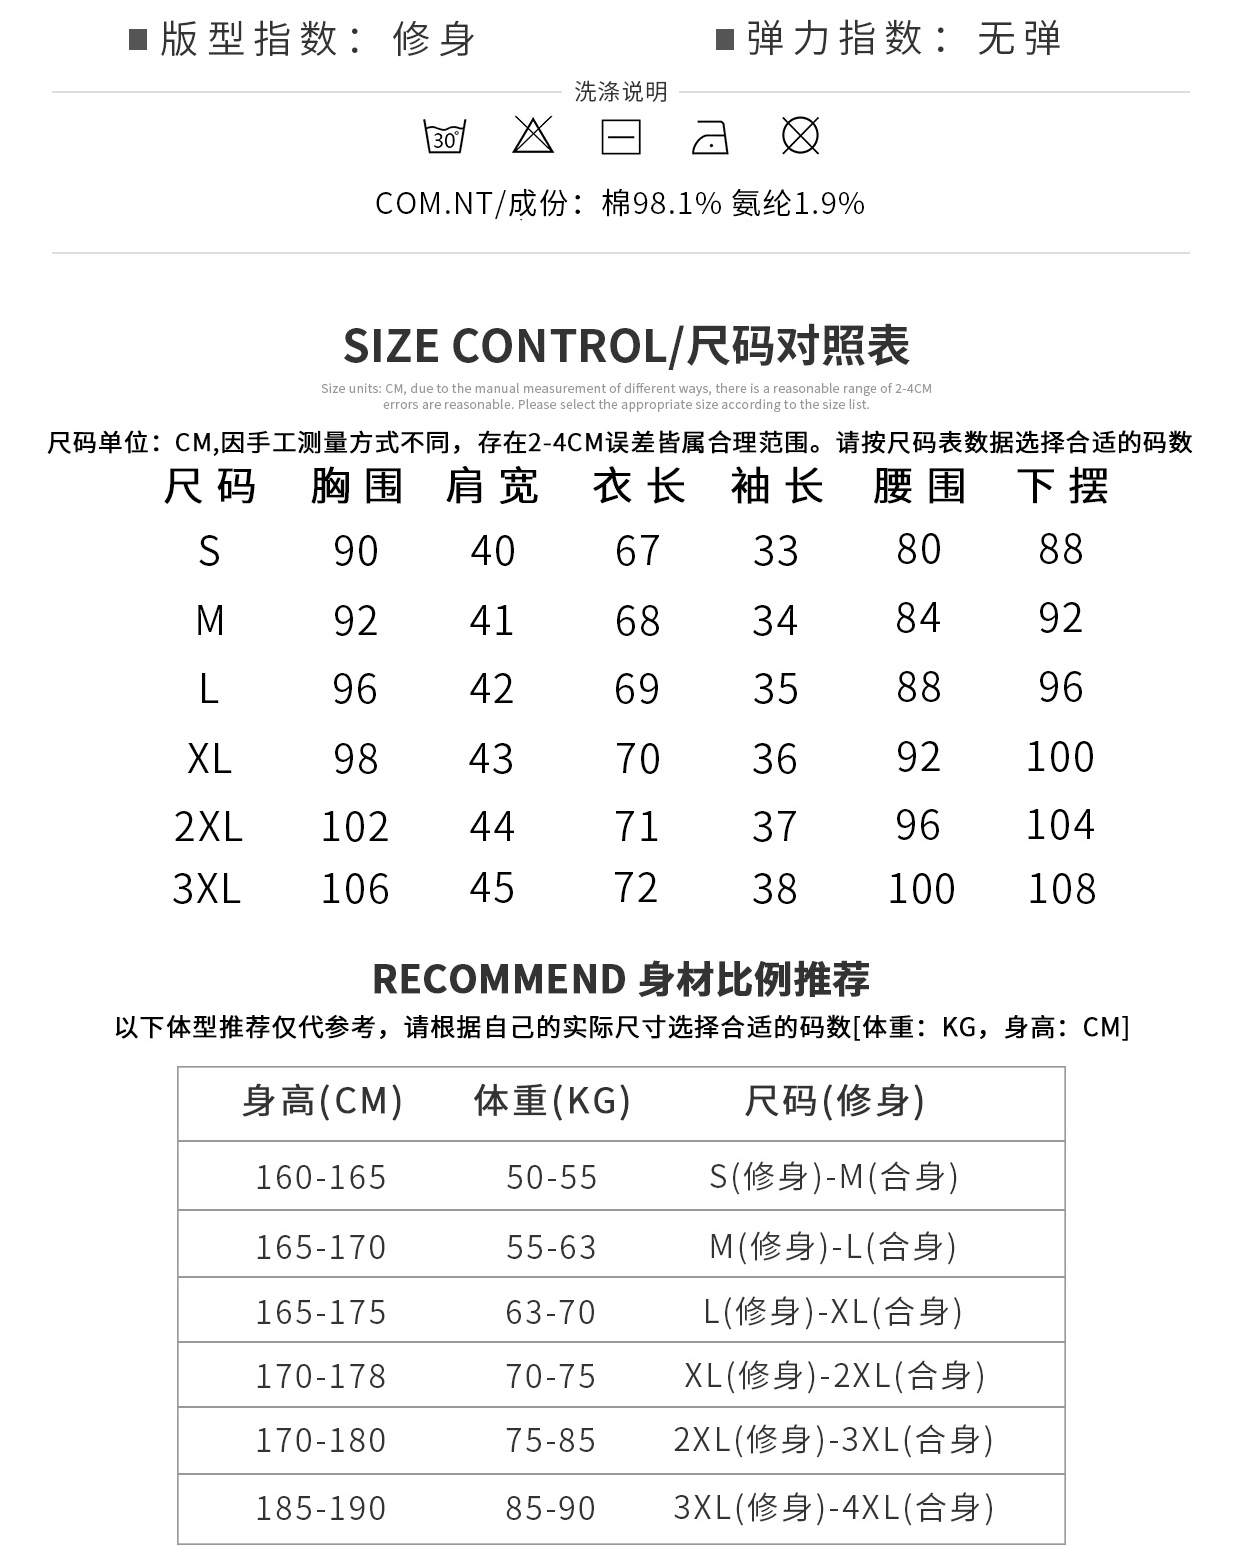 版型指数：修身 弹力指数：无弹
洗涤说明
30°
COM.NT/成份：棉98.1% 氨纶1.9%
SIZE CONTROL/尺码对照表
Size units: CM, due to the manual measurement of different ways, there is a reasonable range of 2-4CM
errors are reasonable. Please select the appropriate size according to the size list.
尺码单位：CM,因手工测量方式不同，存在2-4CM误差皆属合理范围。请按尺码表数据选择合适的码数
尺码 胸围 肩宽 衣长 袖长 腰围 下摆
S 90 40 67 33 80 88
M 92 41 68 34 84 92
L 96 42 69 35 88 96
XL 98 43 70 36 92 100
2XL 102 44 71 37 96 104
3XL 106 45 72 38 100 108
RECOMMEND 身材比例推荐
以下体型推荐仅代参考，请根据自己的实际尺寸选择合适的码数[体重：KG，身高：CM]
身高(CM) 体重(KG) 尺码(修身)
160-165 50-55 S(修身)-M(合身)
165-170 55-63 M(修身)-L(合身)
165-175 63-70 L(修身)-XL(合身)
170-178 70-75 XL(修身)-2XL(合身)
170-180 75-85 2XL(修身)-3XL(合身)
185-190 85-90 3XL(修身)-4XL(合身)